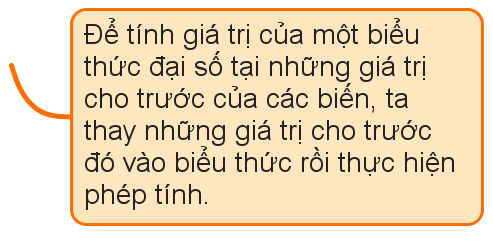 Để tính giá trị của một biểu
thức đại số tại những giá trị
cho trước của các biến, ta
thay những giá trị cho trước
đó vào biểu thức rồi thực hiện
phép tính.